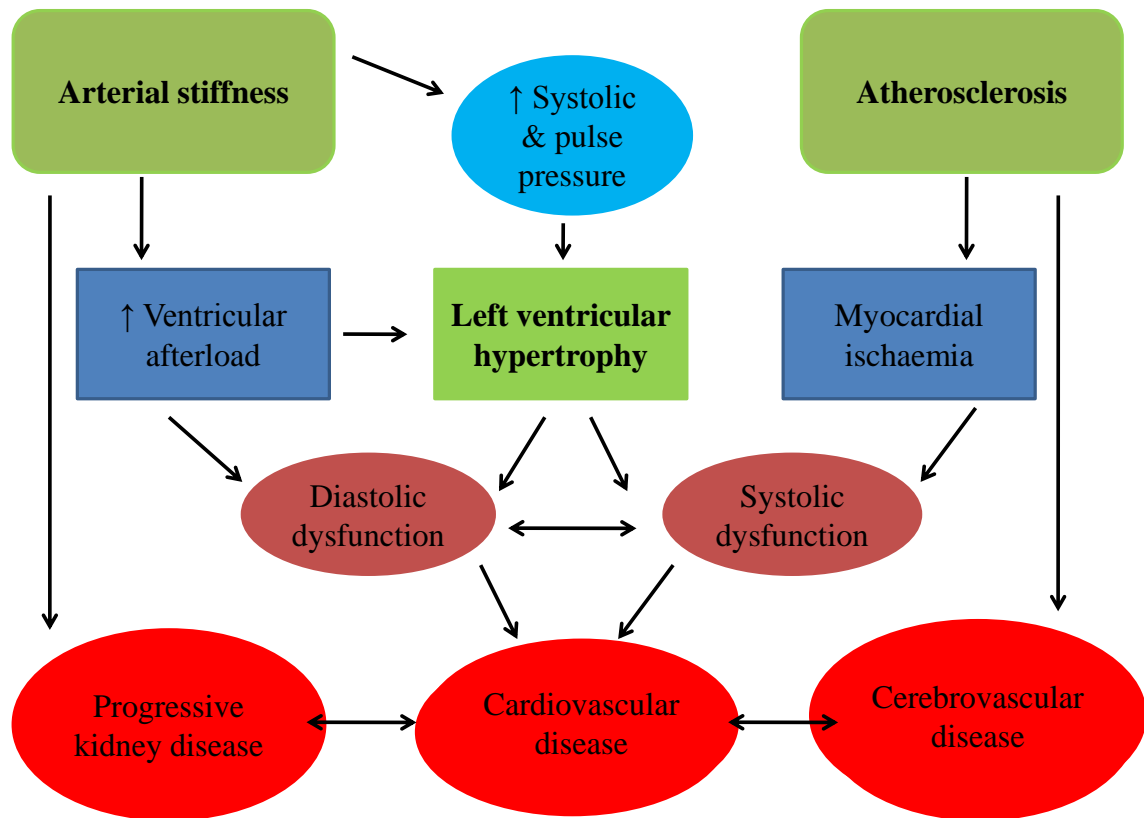 Arterial stiffness
↑ Systolic
& pulse
pressure
Atherosclerosis
↑ Ventricular
afterload
Left ventricular
hypertrophy
Myocardial
ischaemia
Diastolic
dysfunction
Systolic
dysfunction
Progressive
kidney disease
Cardiovascular
disease
Cerebrovascular
disease